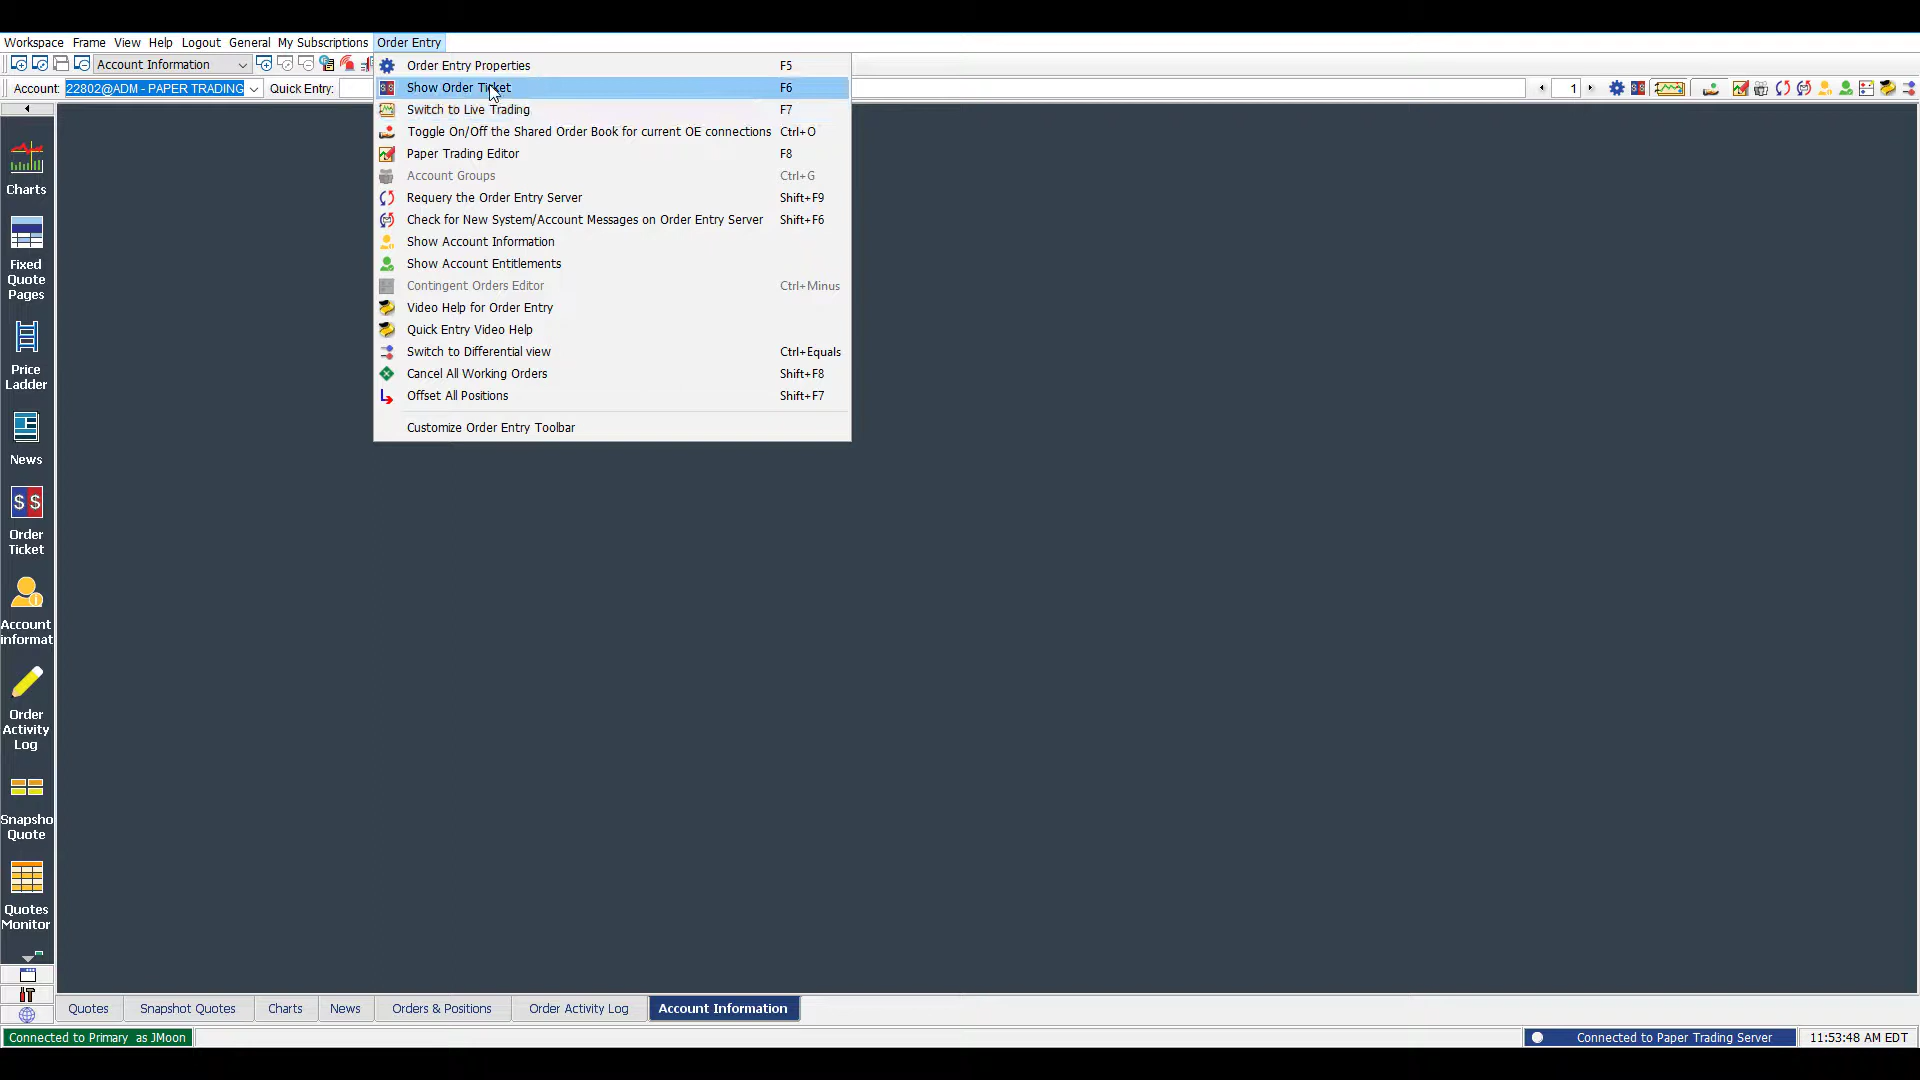 Workspace Frame View Help Logout General My Subscriptions Order Entry
Account Information
Account: 22802@ADM - PAPER TRADING Quick Entry: 1
Order Entry Properties F5
Show Order Ticket F6
Switch to Live Trading F7
Toggle On/Off the Shared Order Book for current OE connections Ctrl+O
Paper Trading Editor F8
Account Groups Ctrl+G
Requery the Order Entry Server Shift+F9
Check for New System/Account Messages on Order Entry Server Shift+F6
Show Account Information
Show Account Entitlements
Contingent Orders Editor Ctrl+Minus
Video Help for Order Entry
Quick Entry Video Help
Switch to Differential view Ctrl+Equals
Cancel All Working Orders Shift+F8
Offset All Positions Shift+F7
Customize Order Entry Toolbar
Charts
Fixed
Quote
Pages
Price
Ladder
News
$ $
Order
Ticket
Account
informat
Order
Activity
Log
Snapsho
Quote
Quotes
Monitor
Quotes Snapshot Quotes Charts News Orders & Positions Order Activity Log Account Information
Connected to Primary as JMoon Connected to Paper Trading Server 11:53:48 AM EDT